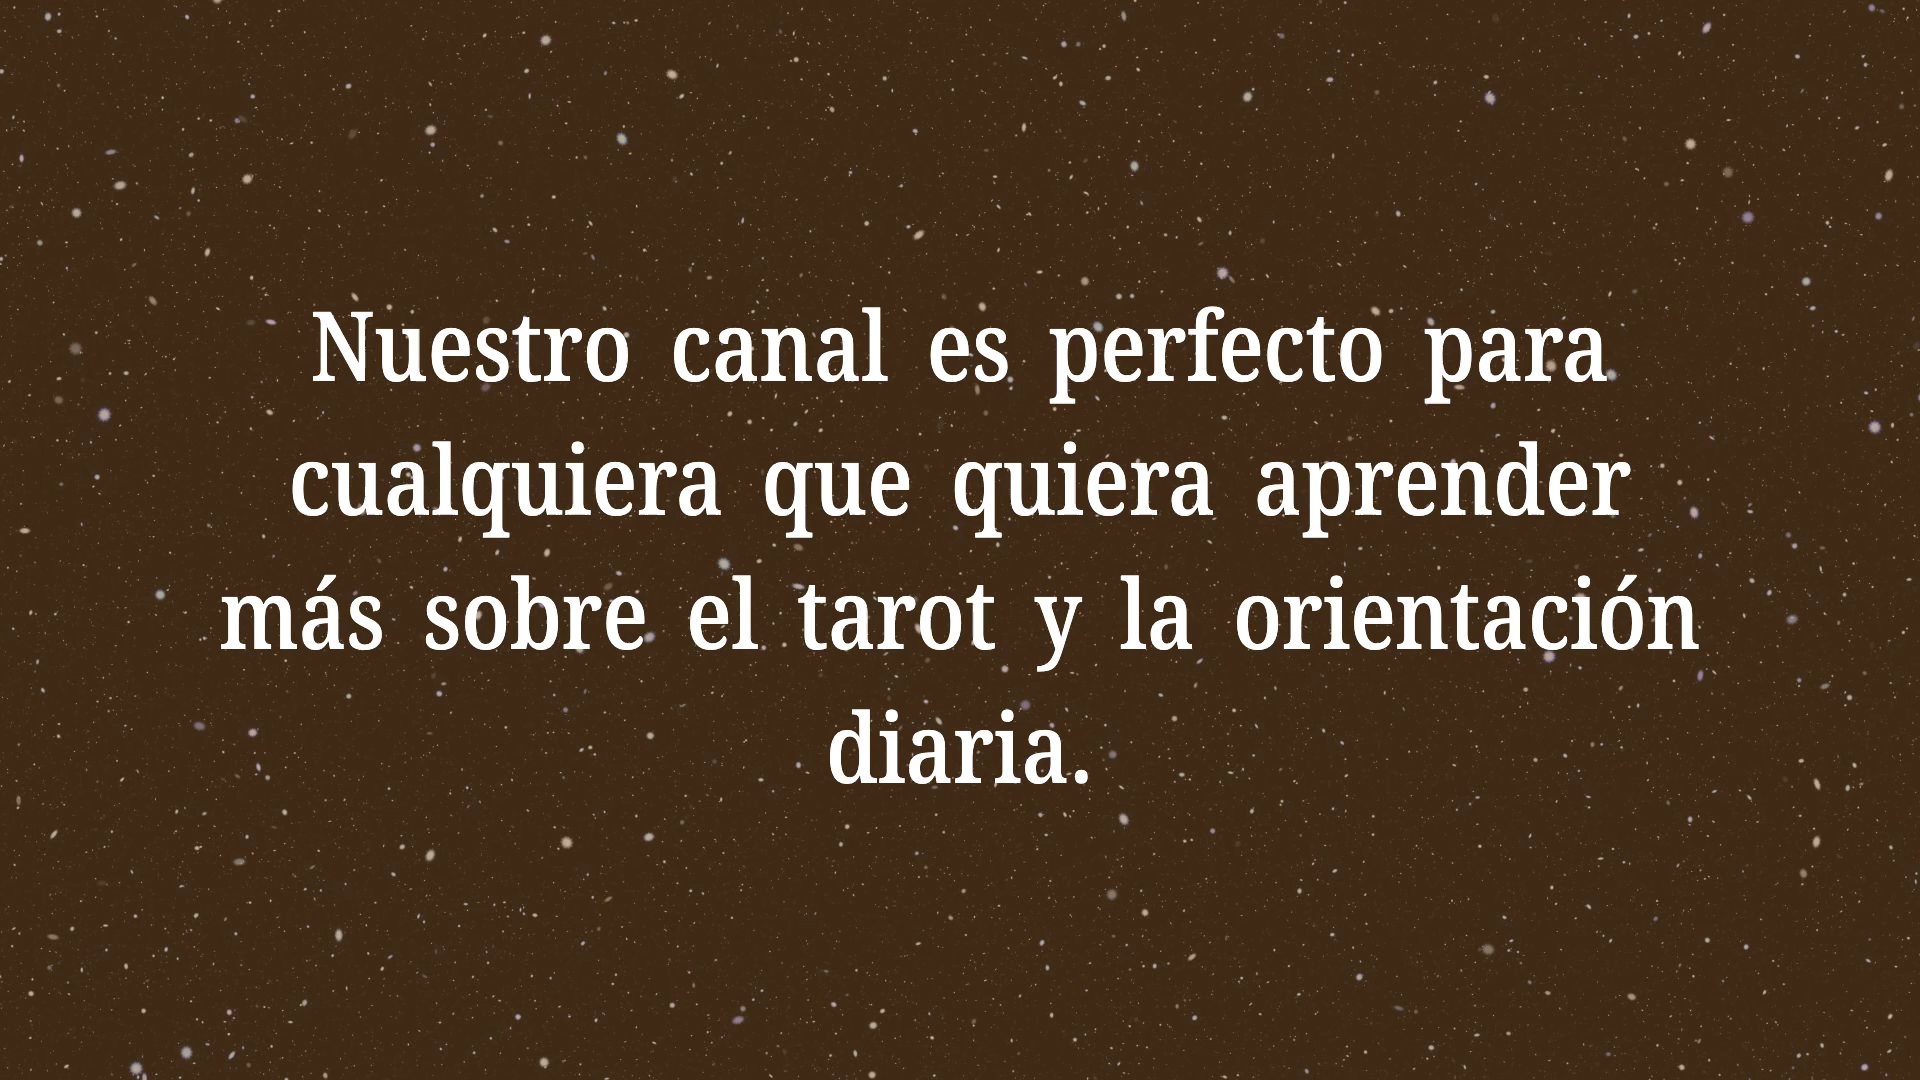 Nuestro canal es perfecto para
cualquiera que quiera aprender
más sobre el tarot y la orientación
diaria.